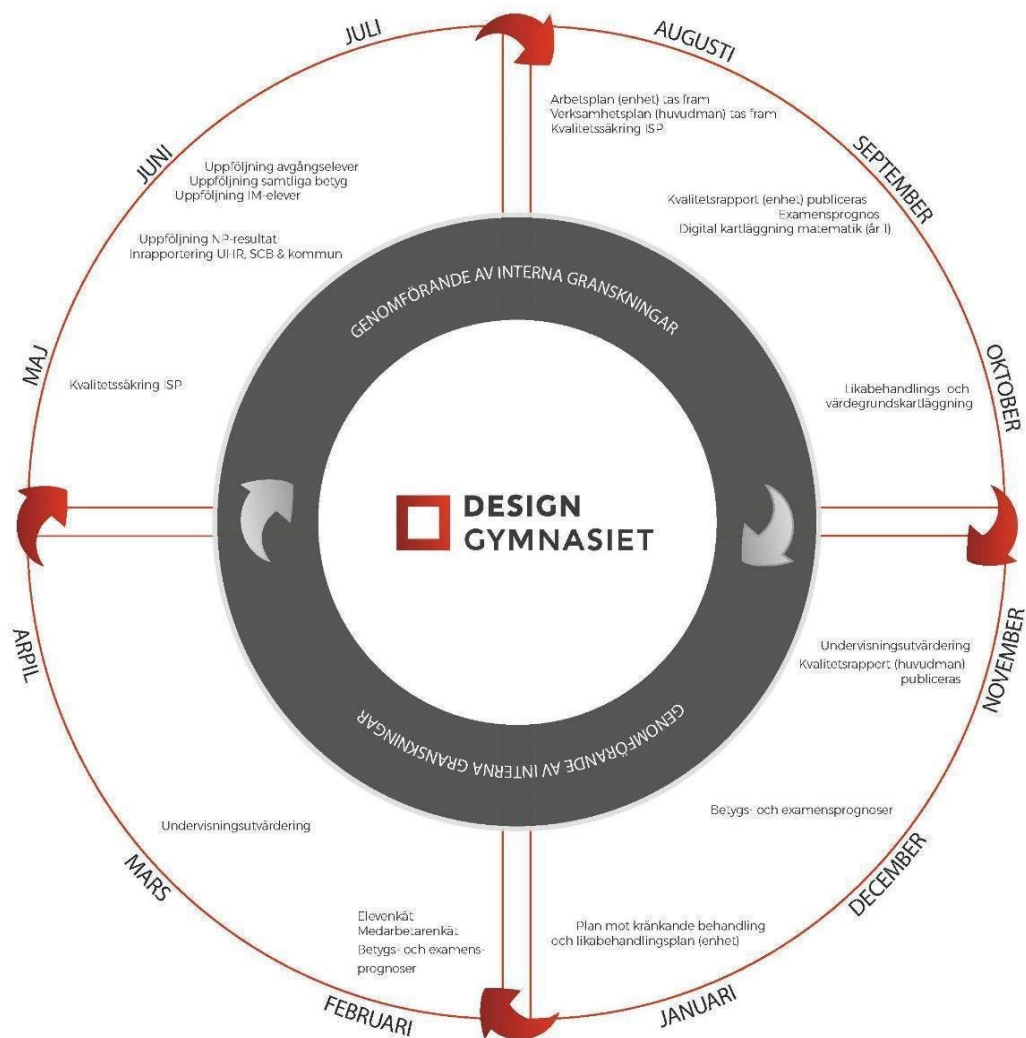 JULI
AUGUSTI
Arbetsplan (enhet) tas fram
Verksamhetsplan (huvudman) tas fram
Kvalitetssäkring ISP
SEPTEMBER
Kvalitetsrapport (enhet) publiceras
Examensprognos
Digital kartläggning matematik (år 1)
OKTOBER
Likabehandlings- och
värdegrundskartläggning
NOVEMBER
Undervisningsutvärdering
Kvalitetsrapport (huvudman)
publiceras
DECEMBER
Betygs- och examensprognoser
JANUARI
Plan mot kränkande behandling
och likabehandlingsplan (enhet)
FEBRUARI
Elevenkät
Medarbetarenkät
Betygs- och examens-
prognoser
MARS
Undervisningsutvärdering
ARPIL
MAJ
Kvalitetssäkring ISP
JUNI
Uppföljning avgångselever
Uppföljning samtliga betyg
Uppföljning IM-elever
Uppföljning NP-resultat
Inrapportering UHR, SCB & kommun
GENOMFÖRANDE AV INTERNA GRANSKNINGAR
DESIGN
GYMNASIET
GENOMFÖRANDE AV INTERNA GRANSKNINGAR